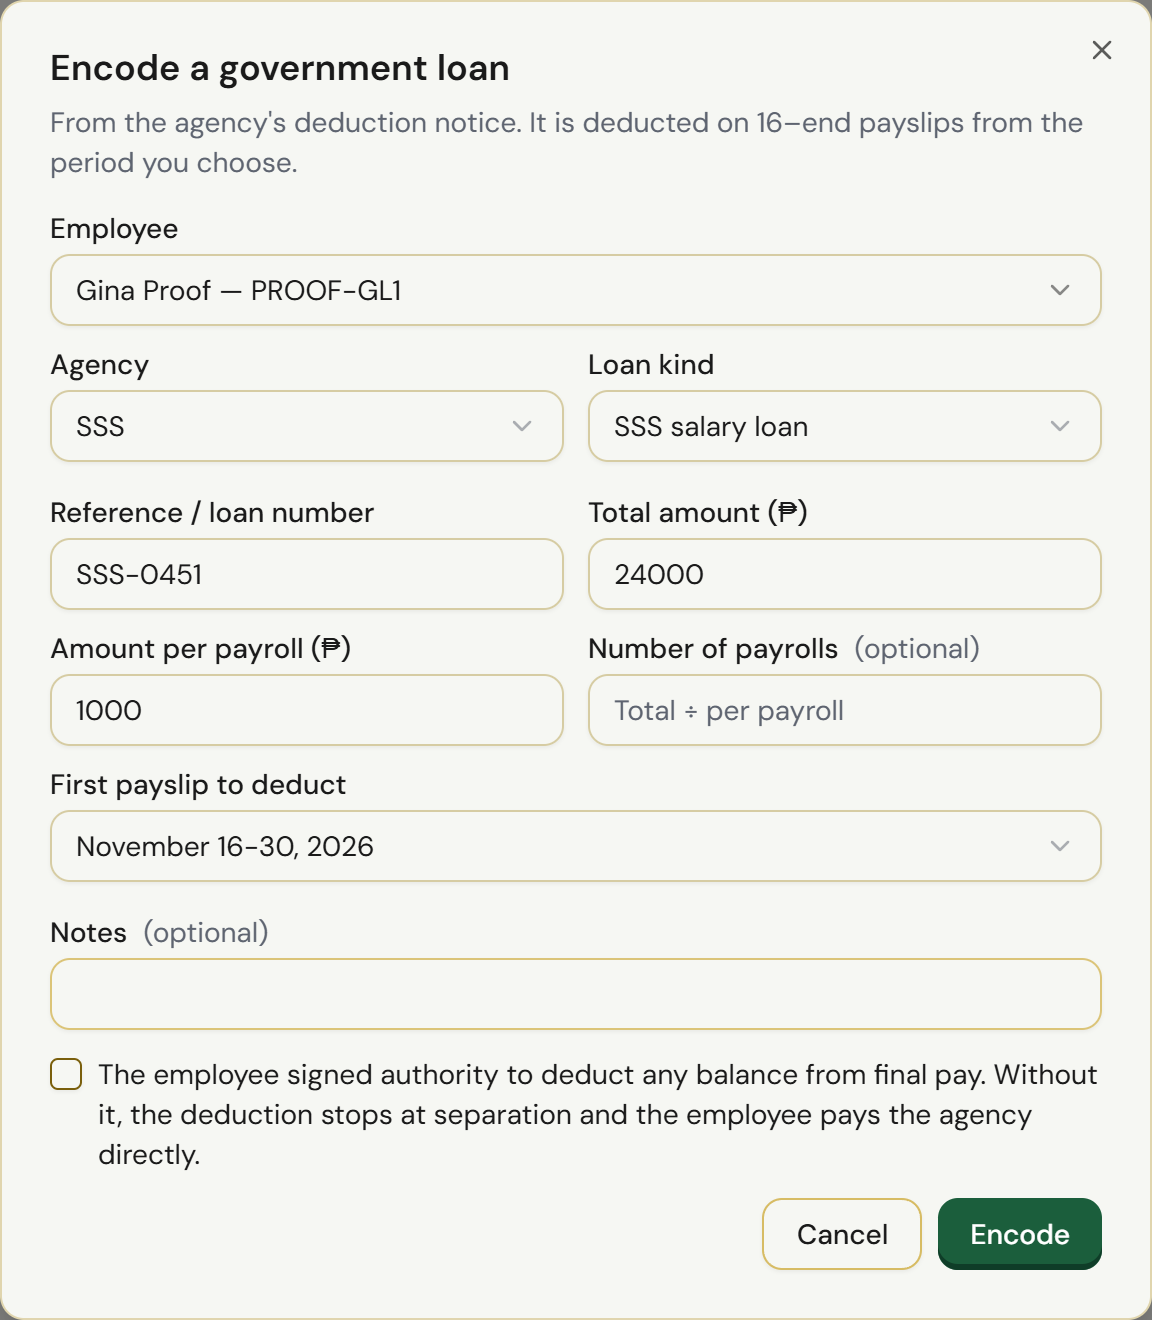 Encode a government loan
From the agency's deduction notice. It is deducted on 16–end payslips from the
period you choose.
Employee
Gina Proof — PROOF-GL1
Agency
Loan kind
SSS
SSS salary loan
Reference / loan number
Total amount (₱)
SSS-0451
24000
Amount per payroll (₱)
Number of payrolls (optional)
1000
Total ÷ per payroll
First payslip to deduct
November 16-30, 2026
Notes (optional)
The employee signed authority to deduct any balance from final pay. Without
it, the deduction stops at separation and the employee pays the agency
directly.
Cancel
Encode